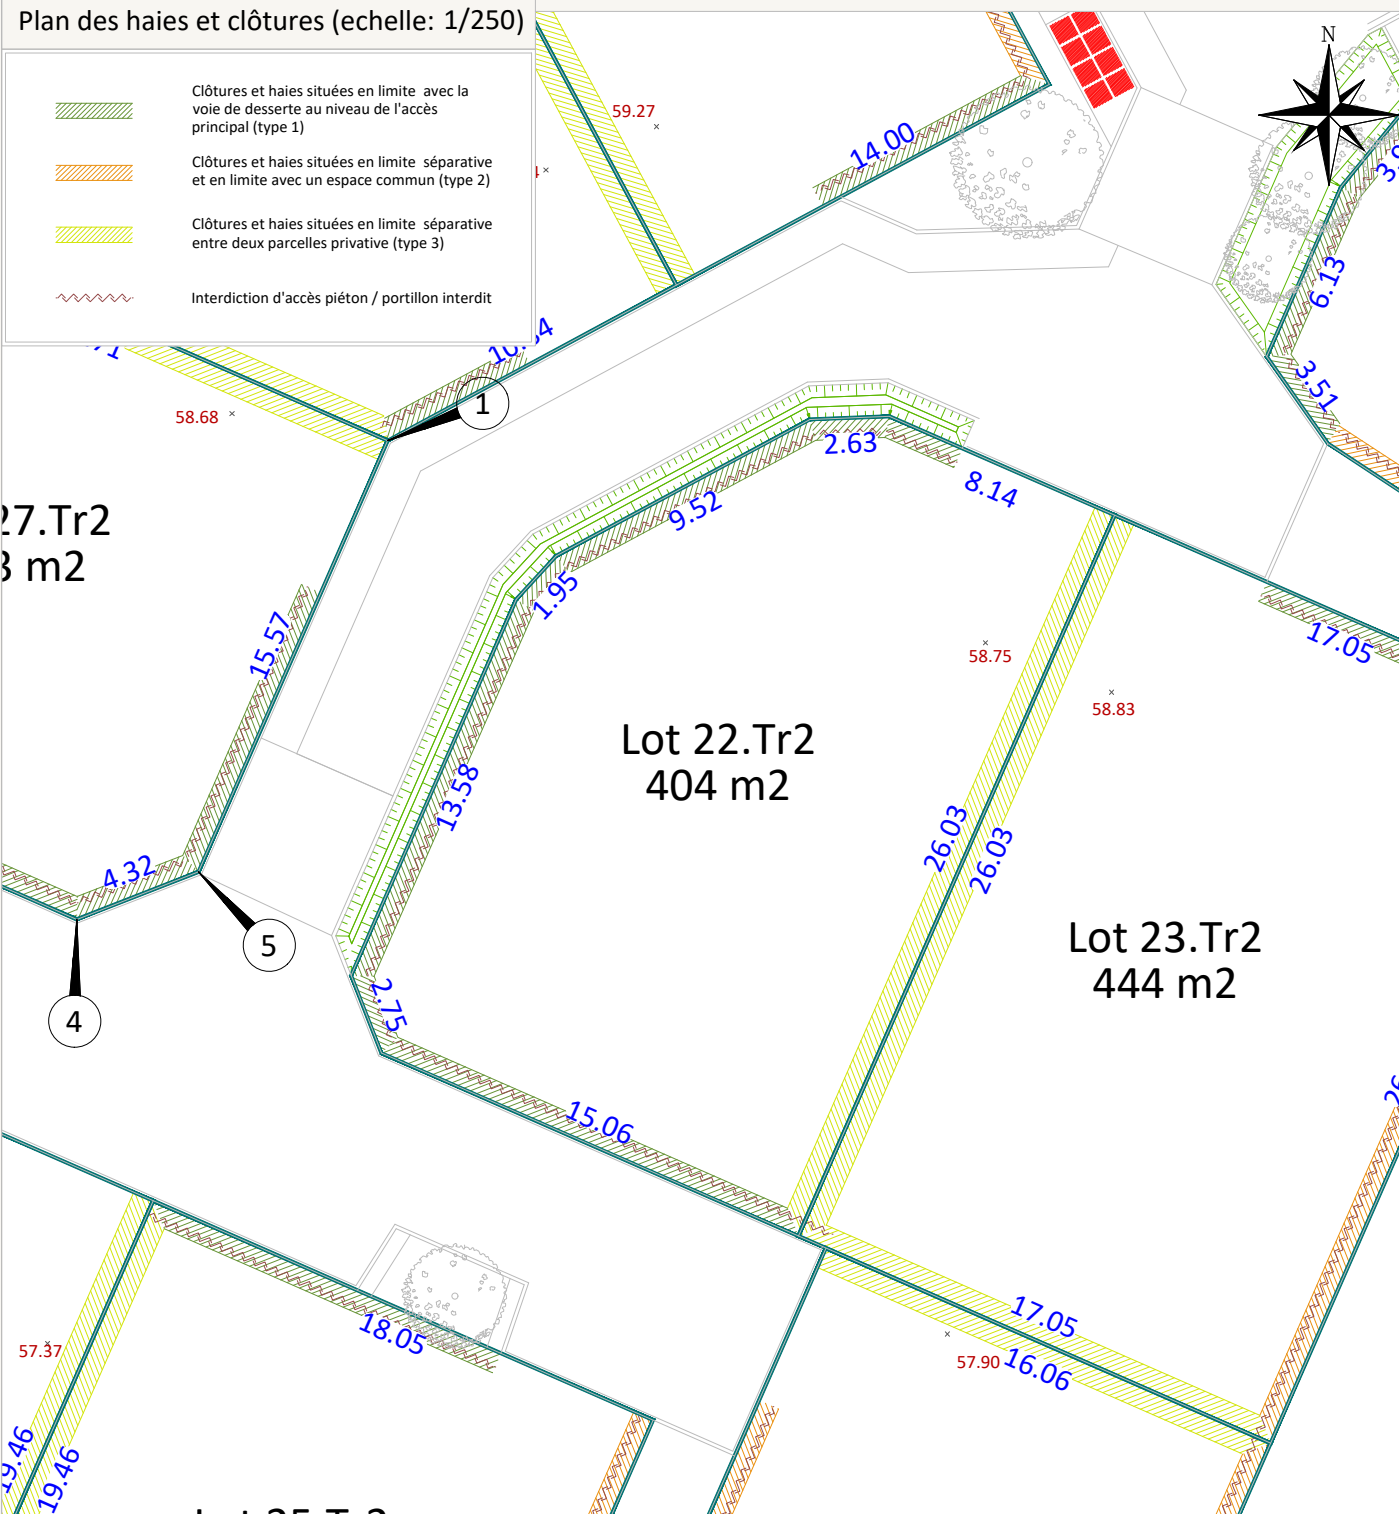 Plan des haies et clôtures (echelle: 1/250)
Clôtures et haies situées en limite avec la
voie de desserte au niveau de l'accès
principal (type 1)
Clôtures et haies situées en limite séparative
et en limite avec un espace commun (type 2)
Clôtures et haies situées en limite séparative
entre deux parcelles privative (type 3)
Interdiction d'accès piéton / portillon interdit
N
59.27
14.00
6.13
3.51
58.68
1
2.63
9.52
8.14
1.95
27.Tr2
m2
15.57
17.05
58.75
58.83
Lot 22.Tr2
404 m2
13.58
26.03
26.03
4.32
5
4
2.75
Lot 23.Tr2
444 m2
15.06
17.05
16.06
57.90
18.05
57.37
19.46
19.46